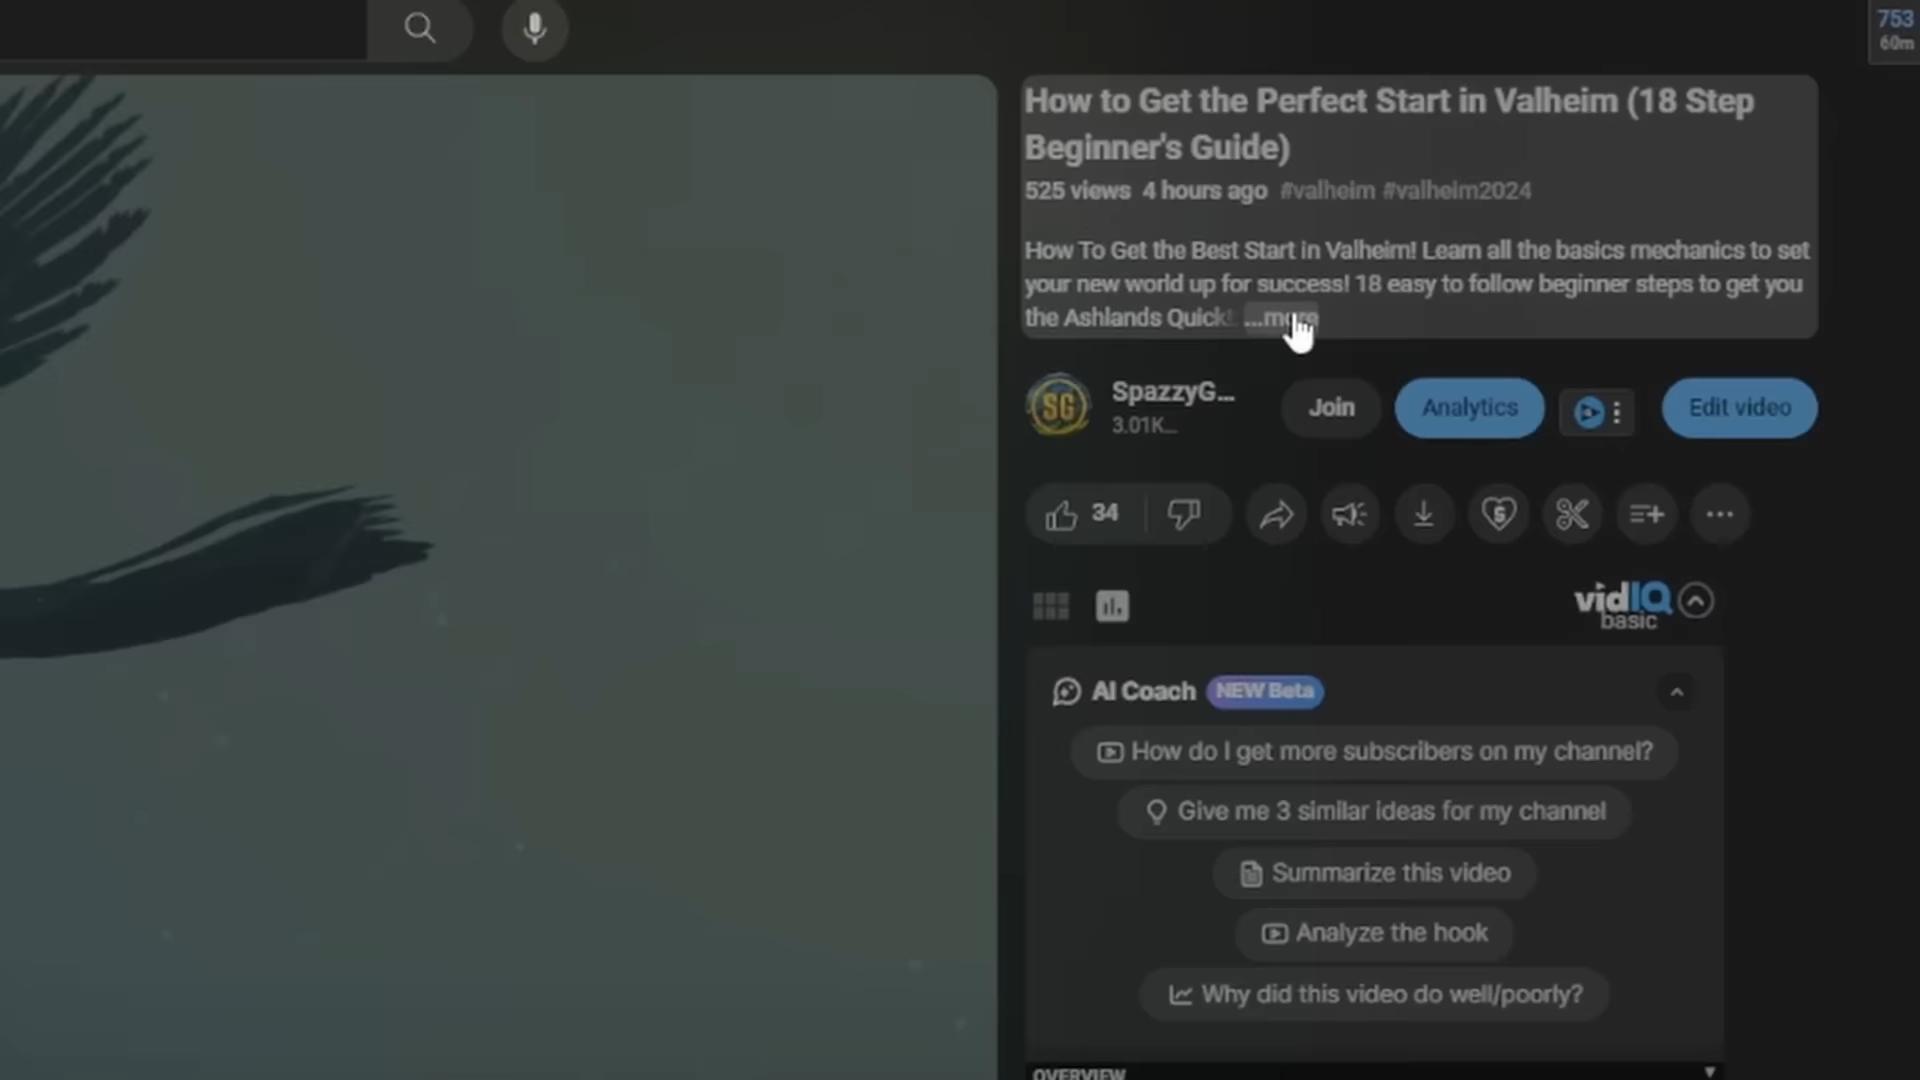 753
60m
How to Get the Perfect Start in Valheim (18 Step
Beginner's Guide)
525 views 4 hours ago #valheim #valheim2024
How To Get the Best Start in Valheim! Learn all the basics mechanics to set
your new world up for success! 18 easy to follow beginner steps to get you
the Ashlands Quick! ...more
SG
SpazzyG...
3.01K...
Join
Analytics
Edit video
34
vidIQ
basic
AI Coach NEW Beta
How do I get more subscribers on my channel?
Give me 3 similar ideas for my channel
Summarize this video
Analyze the hook
Why did this video do well/poorly?
OVERVIEW